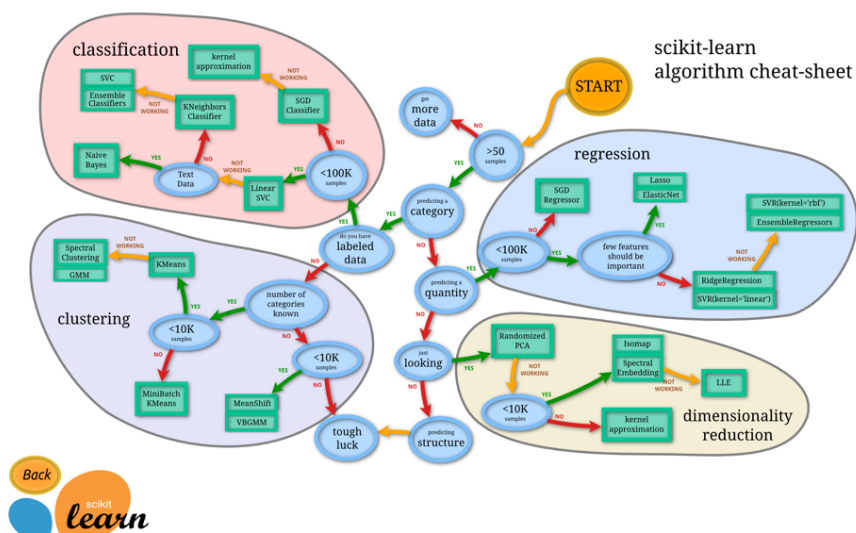 scikit-learn
algorithm cheat-sheet
START
classification
kernel
approximation
NOT
WORKING
SVC
Ensemble
Classifiers
NOT
WORKING
KNeighbors
Classifier
SGD
Classifier
NO
NO
YES
Naive
Bayes
Text
Data
NOT
WORKING
Linear
SVC
YES
<100K
samples
YES
get
more
data
NO
>50
samples
YES
predicting a
category
YES
NO
do you have
labeled
data
NO
predicting a
quantity
YES
NO
just
looking
YES
NO
predicting
structure
tough
luck
regression
SGD
Regressor
NO
<100K
samples
YES
Lasso
ElasticNet
YES
few features
should be
important
NO
RidgeRegression
SVR(kernel='linear')
NOT
WORKING
SVR(kernel='rbf')
EnsembleRegressors
clustering
Spectral
Clustering
GMM
NOT
WORKING
KMeans
YES
number of
categories
known
YES
NO
<10K
samples
NO
MiniBatch
KMeans
<10K
samples
YES
NO
MeanShift
VBGMM
dimensionality
reduction
Randomized
PCA
NOT
WORKING
<10K
samples
YES
NO
Isomap
Spectral
Embedding
NOT
WORKING
LLE
kernel
approximation
Back
scikit
learn